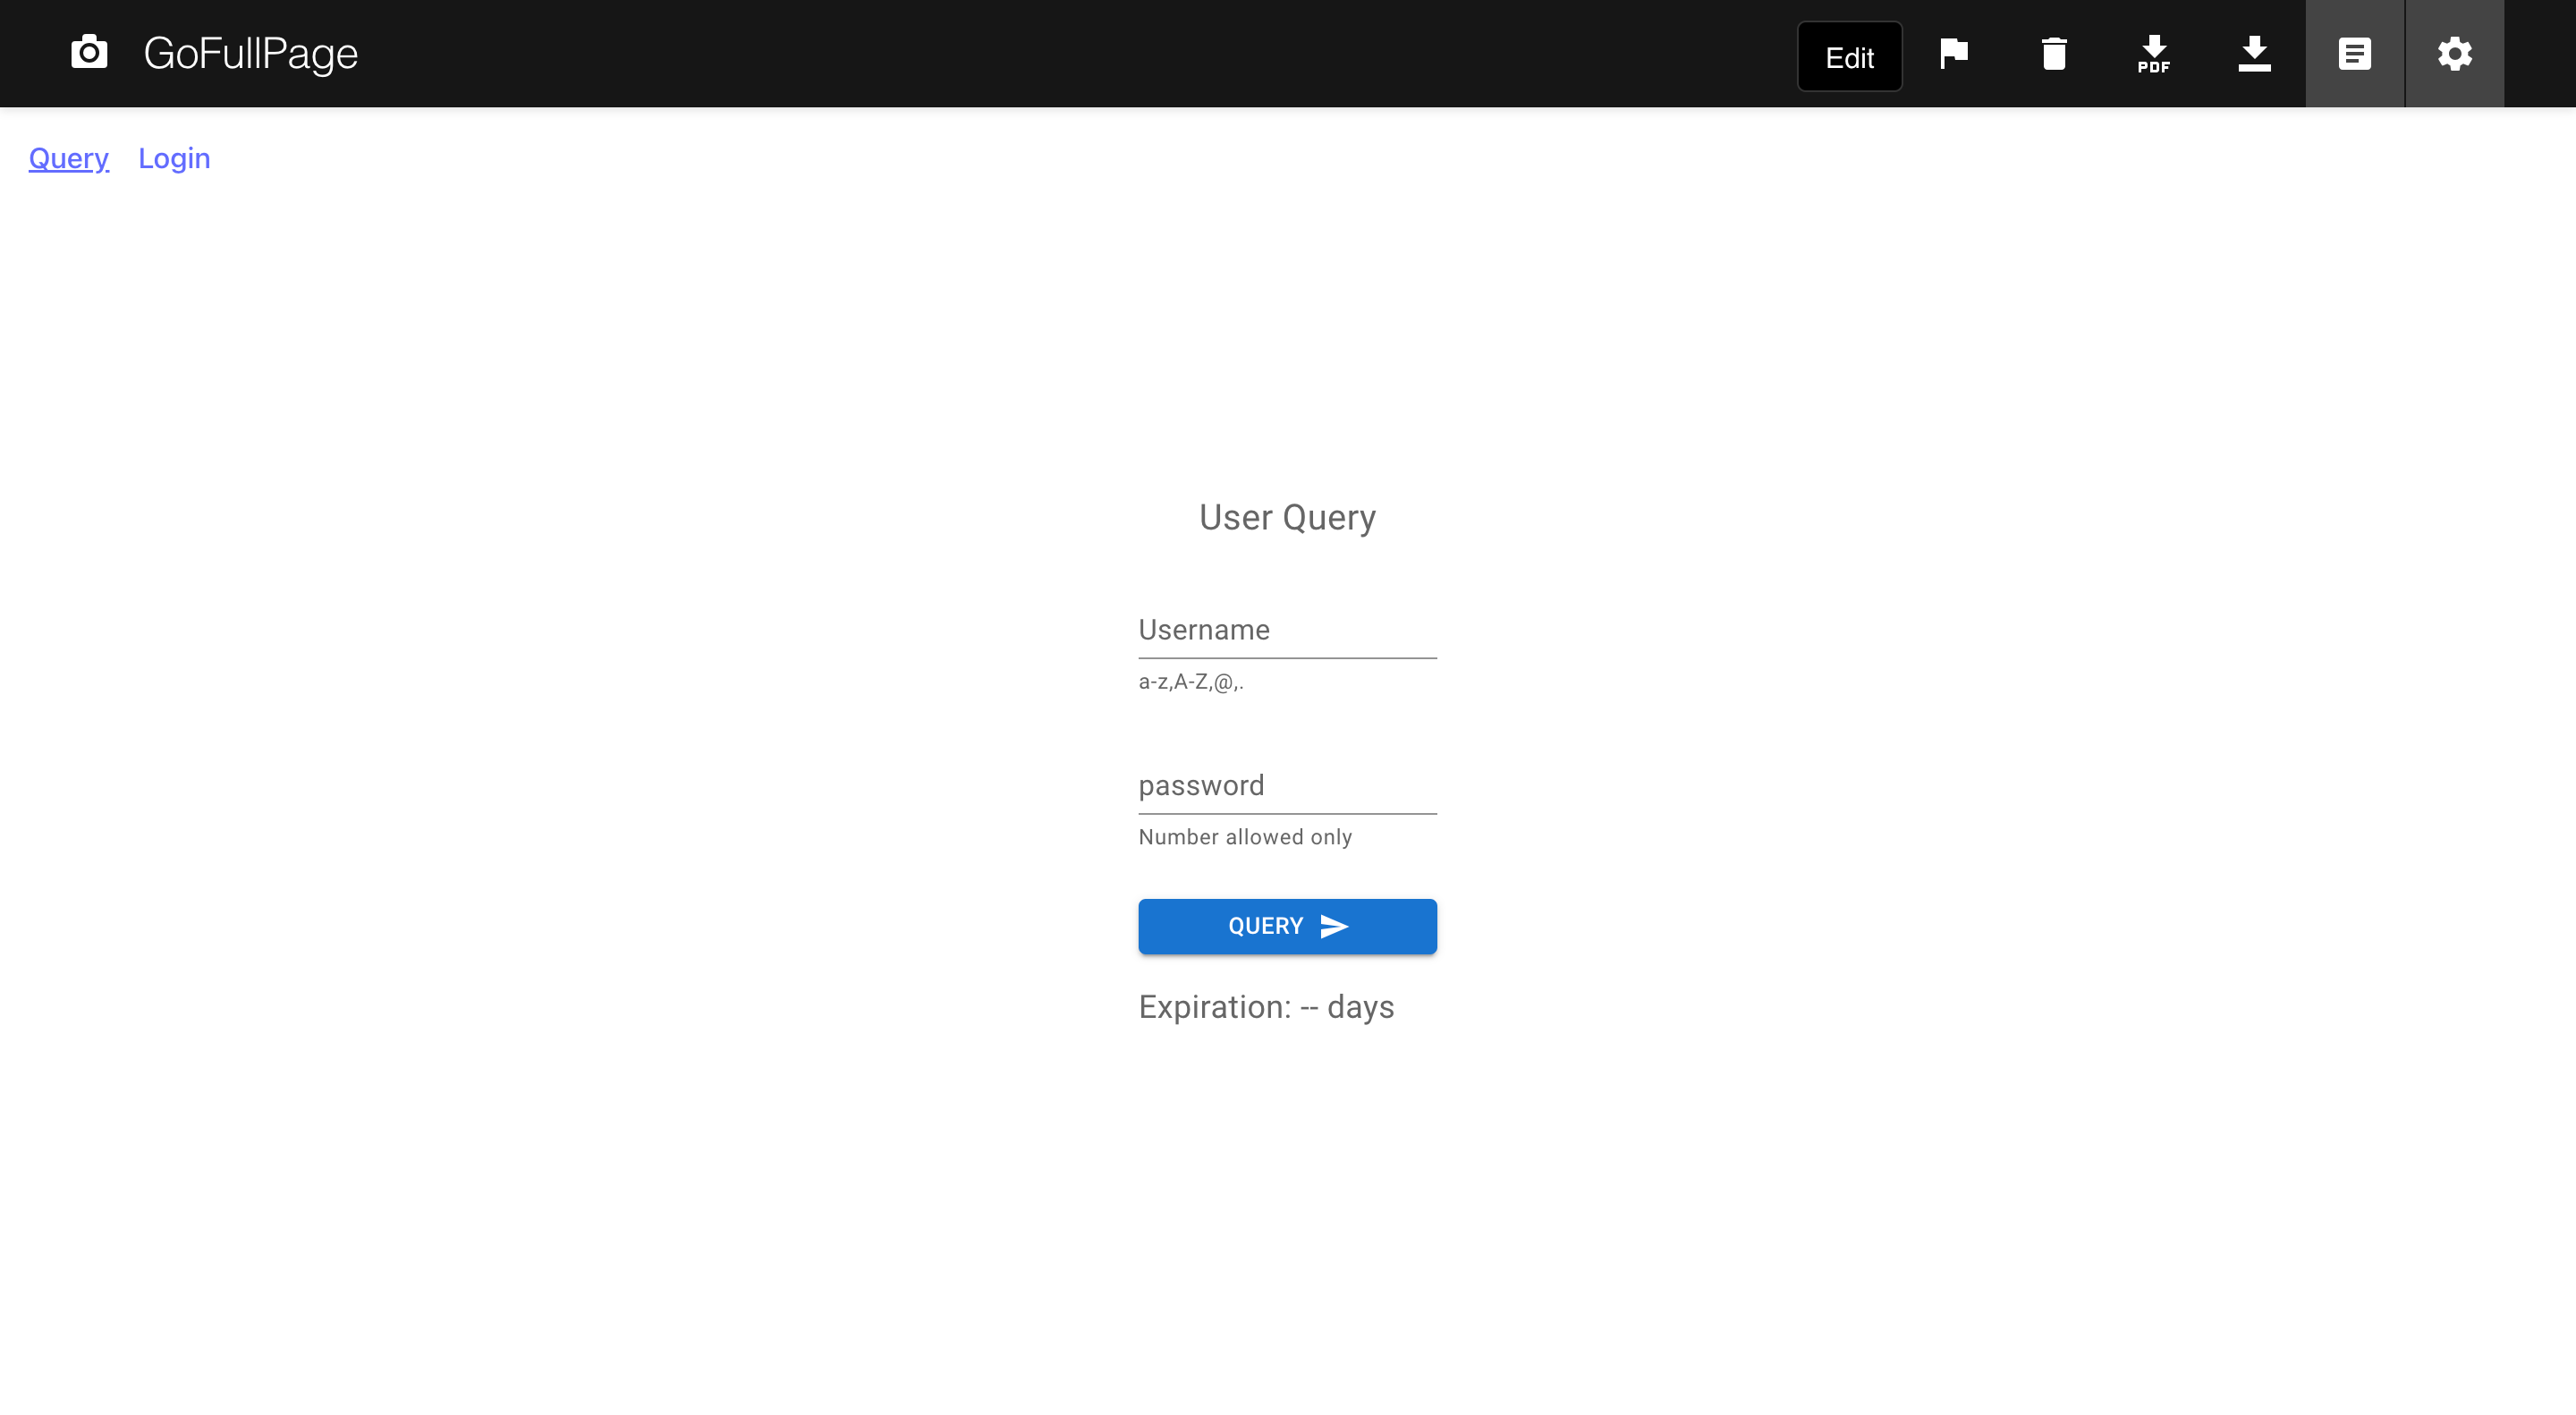 GoFullPage
Edit
PDF
Query Login
User Query
Username
a-z,A-Z,@,.
password
Number allowed only
QUERY
Expiration: -- days